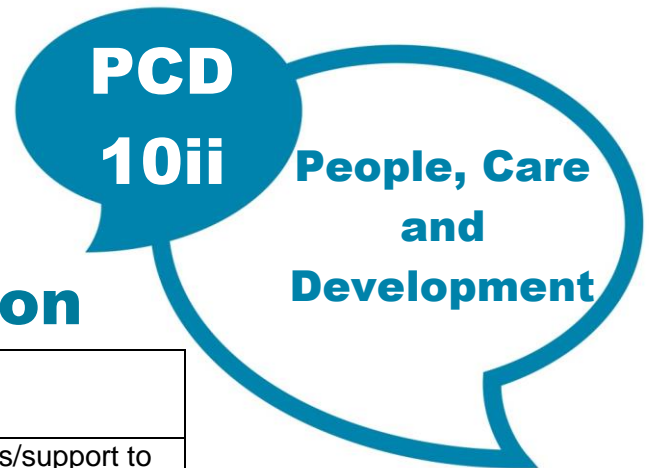 PCD
10ii
People, Care
and
Development
on
s/support to